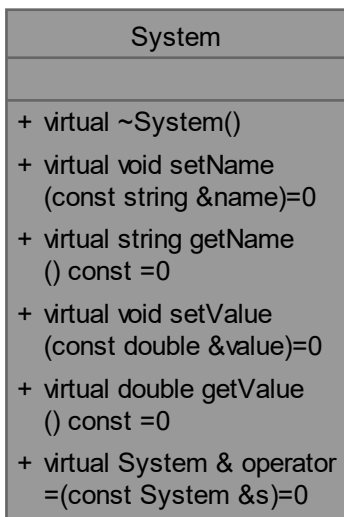 System
+ virtual ~System()
+ virtual void setName
(const string &name)=0
+ virtual string getName
() const =0
+ virtual void setValue
(const double &value)=0
+ virtual double getValue
() const =0
+ virtual System & operator
=(const System &s)=0